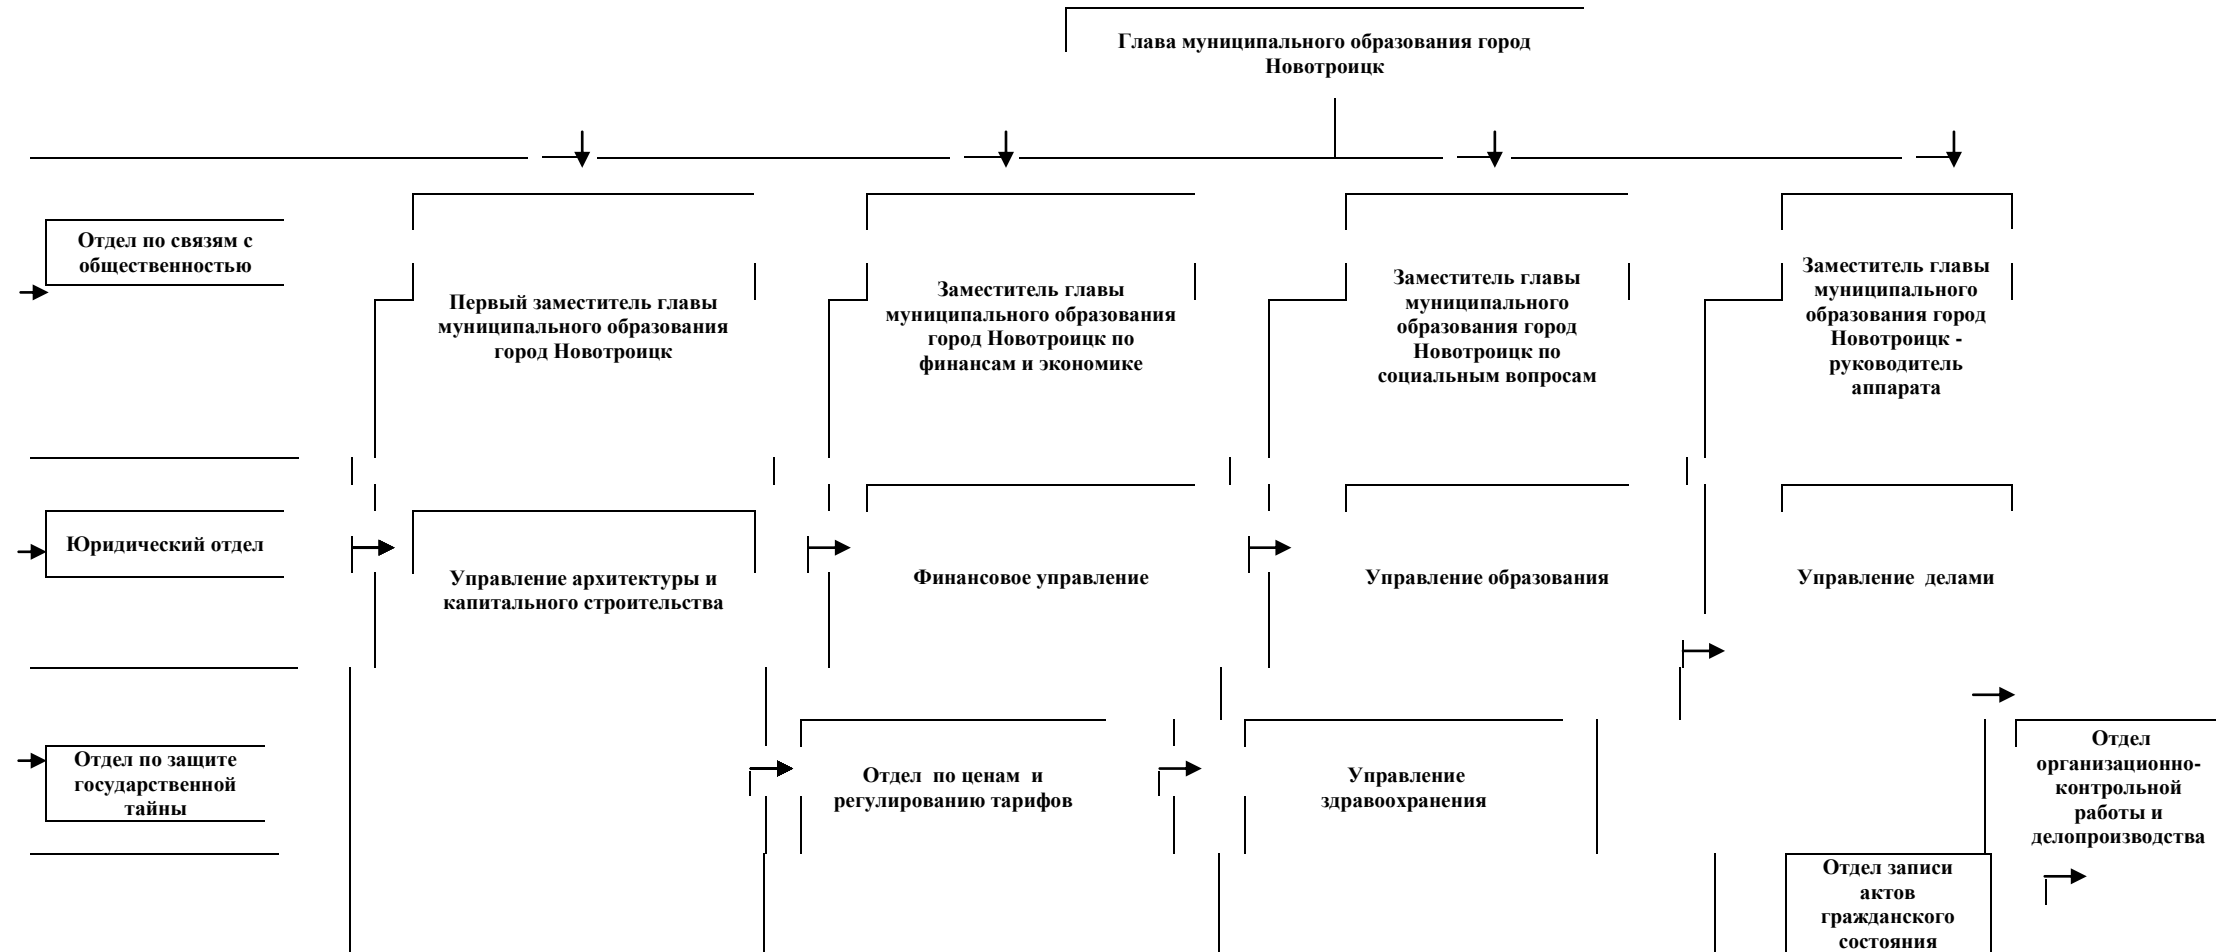 Глава муниципального образования город
Новотроицк
Отдел по связям с
общественностью
Первый заместитель главы
муниципального образования
город Новотроицк
Заместитель главы
муниципального образования
город Новотроицк по
финансам и экономике
Заместитель главы
муниципального
образования город
Новотроицк по
социальным вопросам
Заместитель главы
муниципального
образования город
Новотроицк -
руководитель
аппарата
Юридический отдел
Управление архитектуры и
капитального строительства
Финансовое управление
Управление образования
Управление делами
Отдел по защите
государственной
тайны
Отдел по ценам и
регулированию тарифов
Управление
здравоохранения
Отдел
организационно-
контрольной
работы и
делопроизводства
Отдел записи
актов
гражданского
состояния